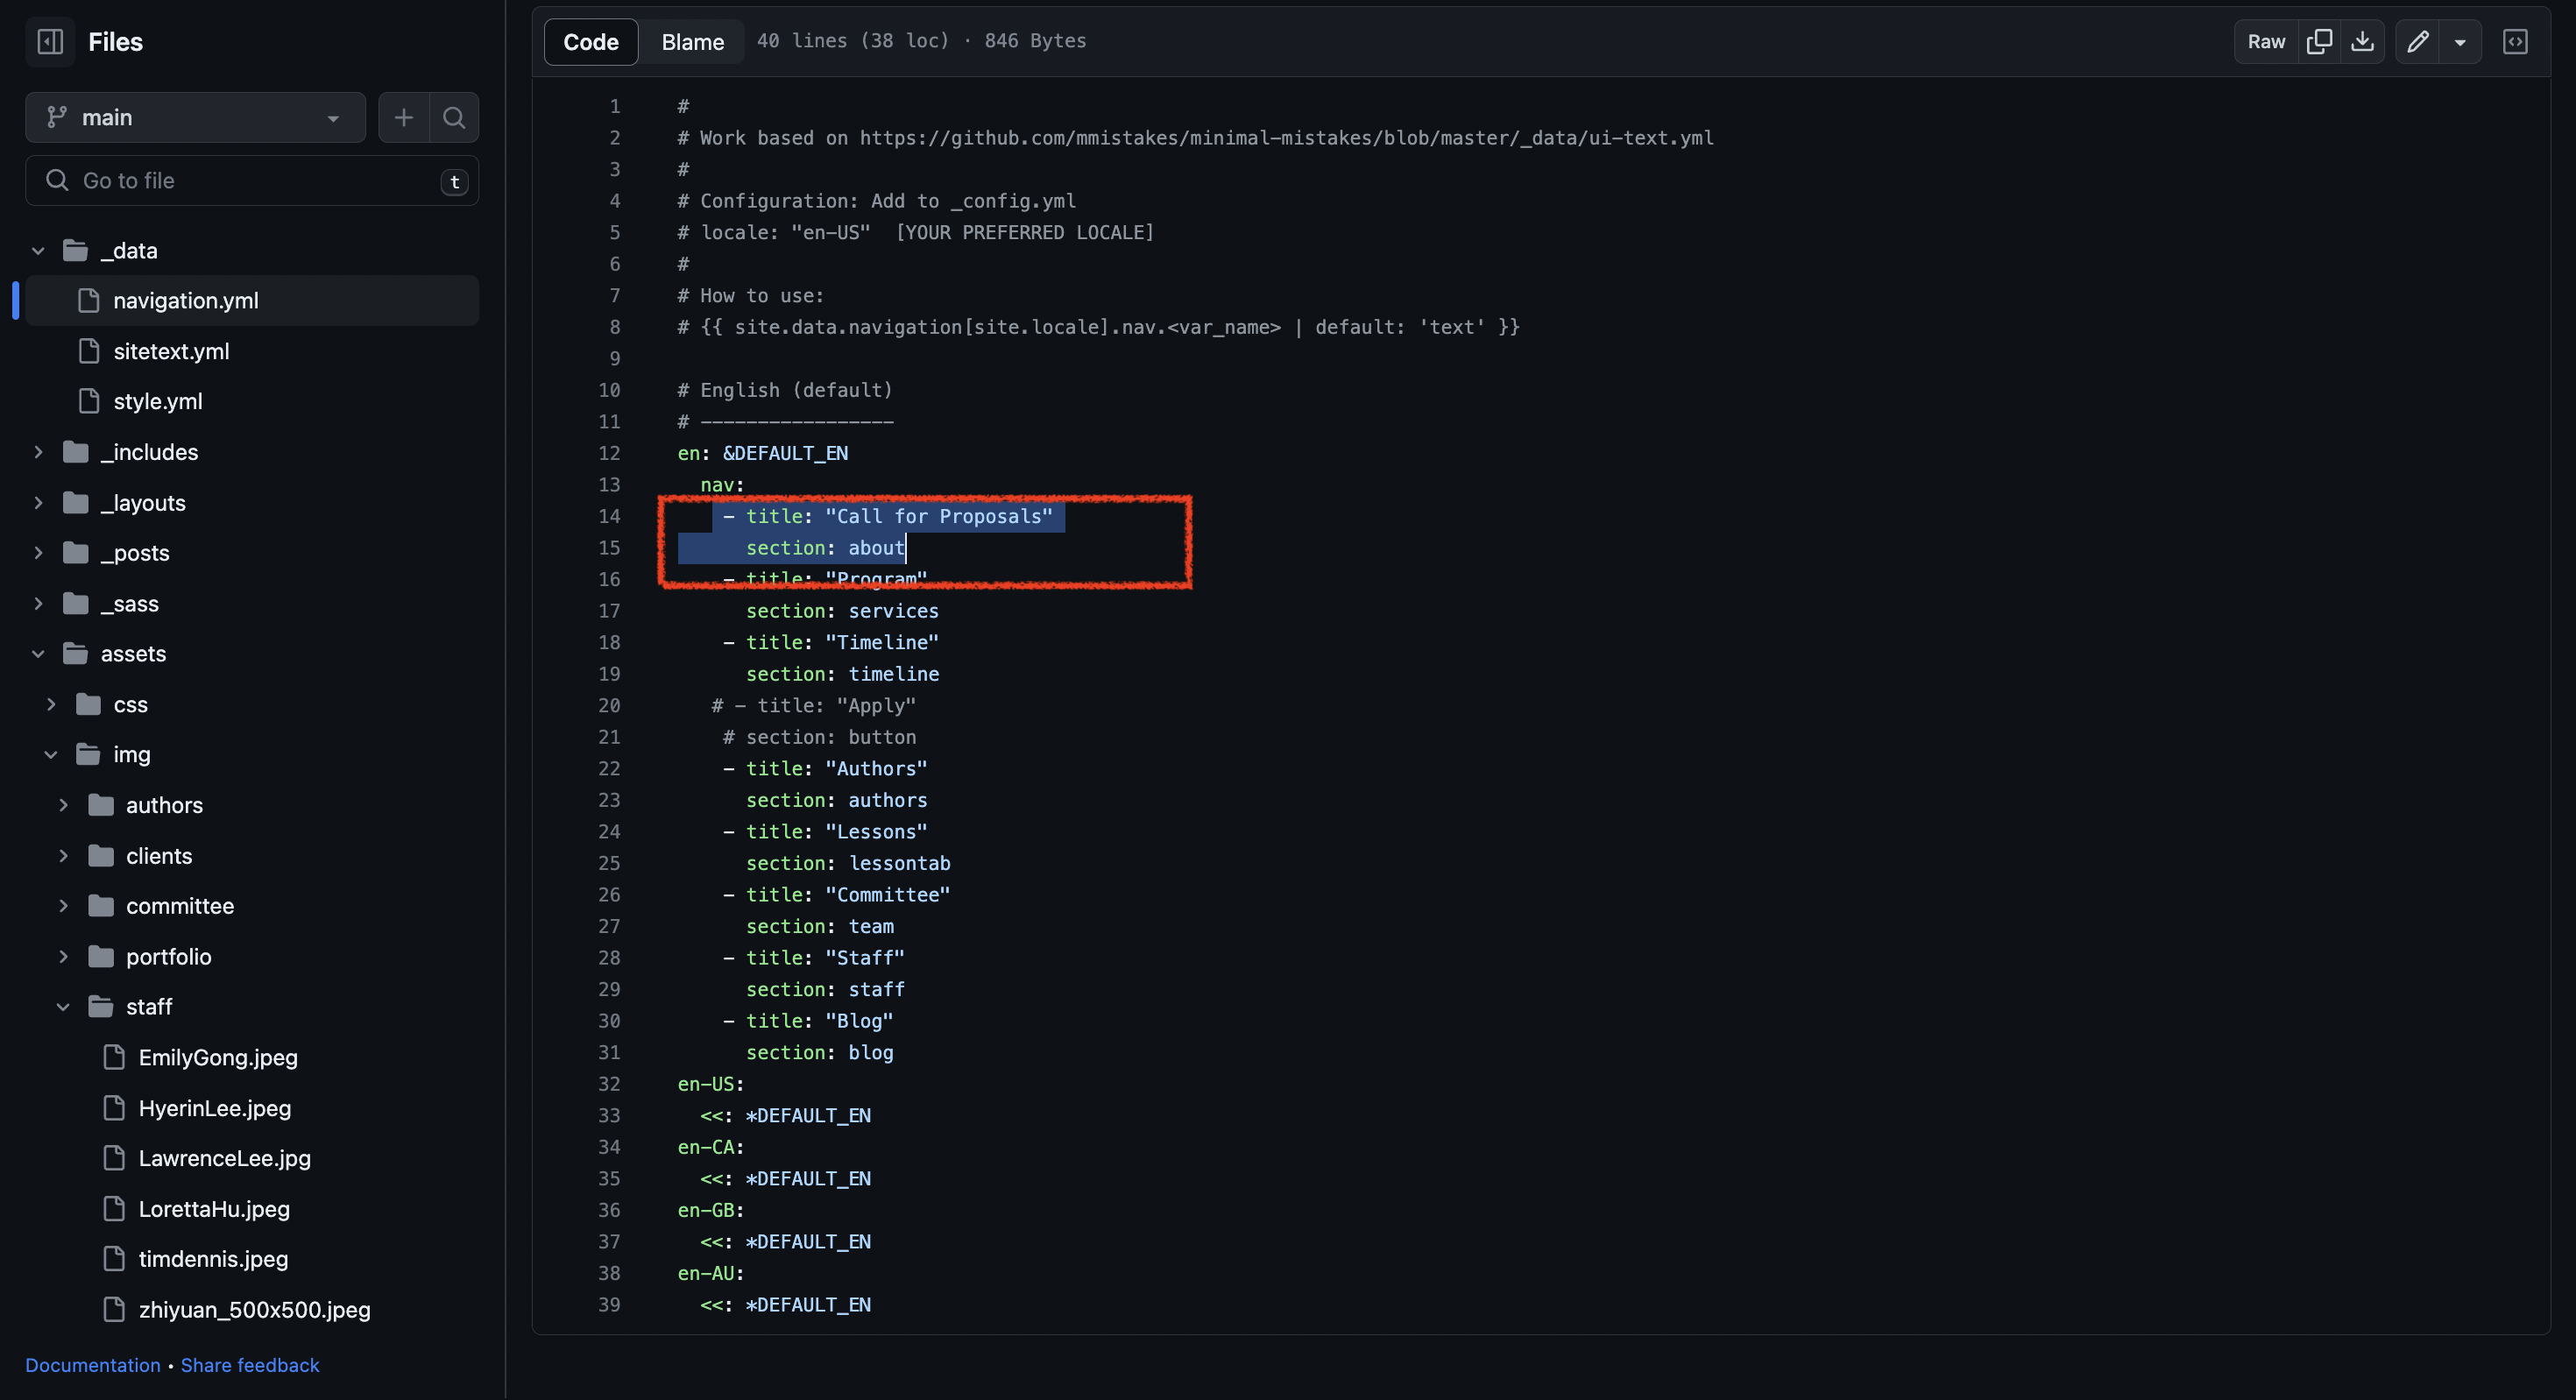 Files
main
Go to file
t
_data
navigation.yml
sitetext.yml
style.yml
_includes
_layouts
_posts
_sass
assets
css
img
authors
clients
committee
portfolio
staff
EmilyGong.jpeg
HyerinLee.jpeg
LawrenceLee.jpg
LorettaHu.jpeg
timdennis.jpeg
zhiyuan_500x500.jpeg
Documentation • Share feedback
Code Blame 40 lines (38 loc) · 846 Bytes Raw
1 #
2 # Work based on https://github.com/mmistakes/minimal-mistakes/blob/master/_data/ui-text.yml
3 #
4 # Configuration: Add to _config.yml
5 # locale: "en-US"  [YOUR PREFERRED LOCALE]
6 #
7 # How to use:
8 # {{ site.data.navigation[site.locale].nav.<var_name> | default: 'text' }}
9
10 # English (default)
11 # -----------------
12 en: &DEFAULT_EN
13   nav:
14     - title: "Call for Proposals"
15       section: about
16     - title: "Program"
17       section: services
18     - title: "Timeline"
19       section: timeline
20    # - title: "Apply"
21     # section: button
22     - title: "Authors"
23       section: authors
24     - title: "Lessons"
25       section: lessontab
26     - title: "Committee"
27       section: team
28     - title: "Staff"
29       section: staff
30     - title: "Blog"
31       section: blog
32 en-US:
33   <<: *DEFAULT_EN
34 en-CA:
35   <<: *DEFAULT_EN
36 en-GB:
37   <<: *DEFAULT_EN
38 en-AU:
39   <<: *DEFAULT_EN